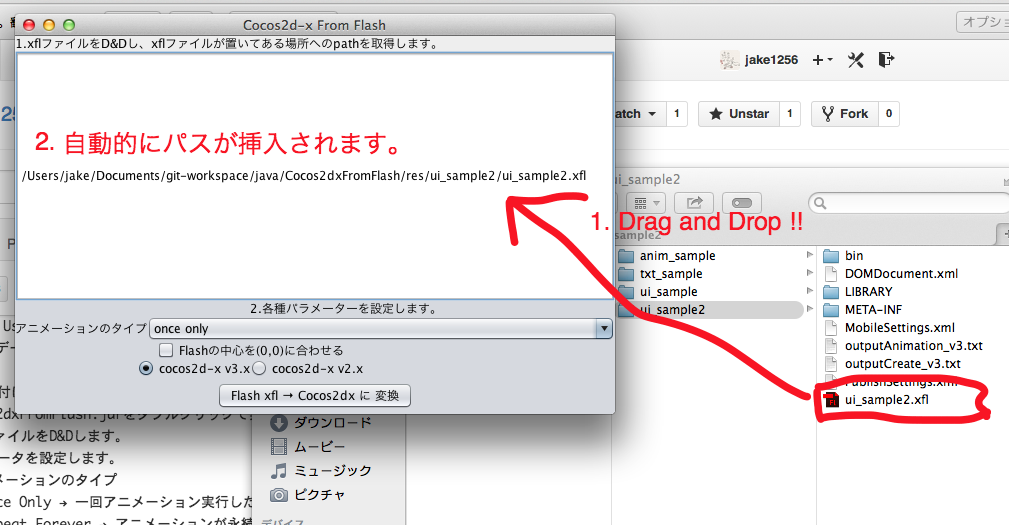 Cocos2d-x From Flash
1.xflファイルをD&Dし、xflファイルが置いてある場所へのpathを取得します。
2. 自動的にパスが挿入されます。
/Users/jake/Documents/git-workspace/java/Cocos2dxFromFlash/res/ui_sample2/ui_sample2.xfl
2.各種パラメーターを設定します。
アニメーションのタイプ once only
Flashの中心を(0,0)に合わせる
cocos2d-x v3.x cocos2d-x v2.x
Flash xfl → Cocos2dx に 変換
オプショ
jake1256
atch 1 Unstar 1 Fork 0
ui_sample2
1. Drag and Drop !!
sample2
anim_sample
txt_sample
ui_sample
ui_sample2
bin
DOMDocument.xml
LIBRARY
META-INF
MobileSettings.xml
outputAnimation_v3.txt
outputCreate_v3.txt
PublishSettings.xml
ui_sample2.xfl
25
P
Us
デー
付い
2dxFromFlash.jarをダブルクリックで
ァイルをD&Dします。
ータを設定します。
メーションのタイプ
ce Only → 一回アニメーション実行した
peat Forever → アニメーションが永続
ダウンロード
ムービー
ミュージック
ピクチャ
デバイス